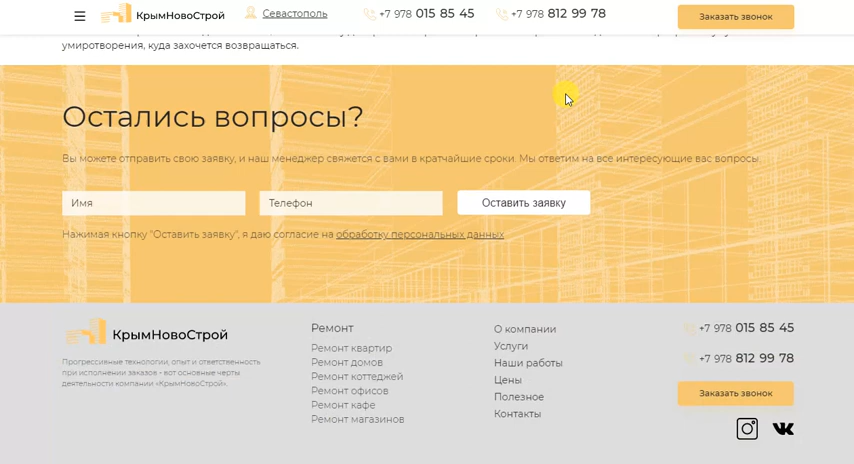 КрымНовоСтрой
Севастополь
+7 978 015 85 45
+7 978 812 99 78
Заказать звонок
умиротворения, куда захочется возвращаться.
Остались вопросы?
Вы можете отправить свою заявку, и наш менеджер свяжется с вами в кратчайшие сроки. Мы ответим на все интересующие вас вопросы.
Имя
Телефон
Оставить заявку
Нажимая кнопку "Оставить заявку", я даю согласие на обработку персональных данных
КрымНовоСтрой
Прогрессивные технологии, опыт и ответственность
при исполнении заказов - вот основные черты
деятельности компании «КрымНовоСтрой».
Ремонт
Ремонт квартир
Ремонт домов
Ремонт коттеджей
Ремонт офисов
Ремонт кафе
Ремонт магазинов
О компании
Услуги
Наши работы
Цены
Полезное
Контакты
+7 978 015 85 45
+7 978 812 99 78
Заказать звонок